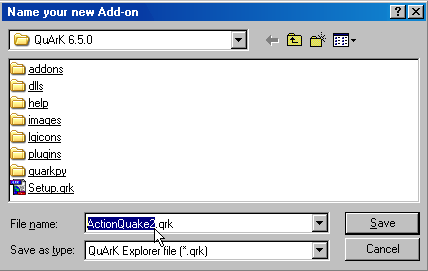 Name your new Add-on
QuArK 6.5.0
addons
dlls
help
images
lgicons
plugins
quarkpy
Setup.qrk
File name: ActionQuake2.qrk Save
Save as type: QuArK Explorer file (*.qrk) Cancel